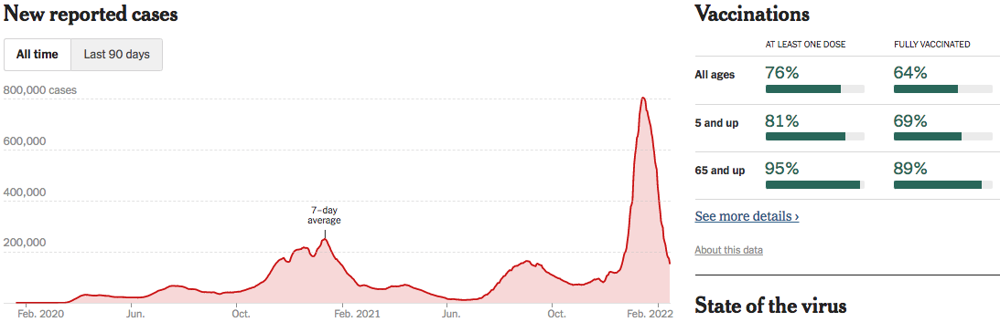 New reported cases
All time
Last 90 days
800,000 cases
600,000
400,000
200,000
7-day
average
Feb. 2020
Jun.
Oct.
Feb. 2021
Jun.
Oct.
Feb. 2022
Vaccinations
AT LEAST ONE DOSE
FULLY VACCINATED
All ages
76%
64%
5 and up
81%
69%
65 and up
95%
89%
See more details ›
About this data
State of the virus